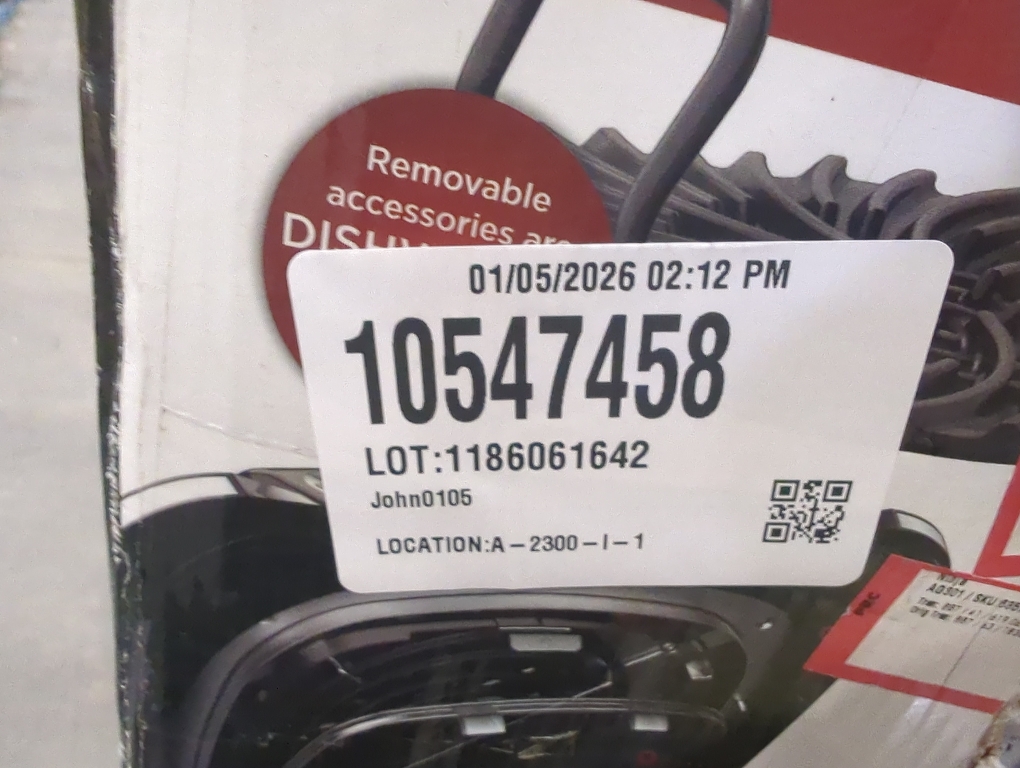 Removable
accessories are
01/05/2026 02:12 PM
10547458
LOT:1186061642
John0105
LOCATION:A-2300-I-1